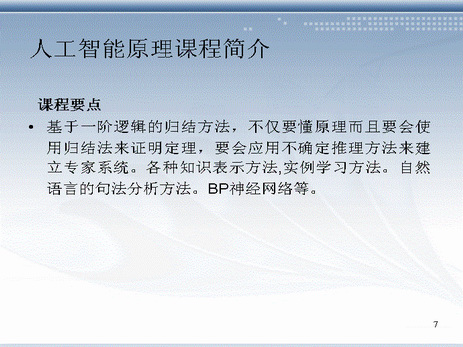 人工智能原理课程简介
课程要点
• 基于一阶逻辑的归结方法，不仅要懂原理而且要会使
用归结法来证明定理，要会应用不确定推理方法来建
立专家系统。各种知识表示方法,实例学习方法。自然
语言的句法分析方法。BP神经网络等。
7